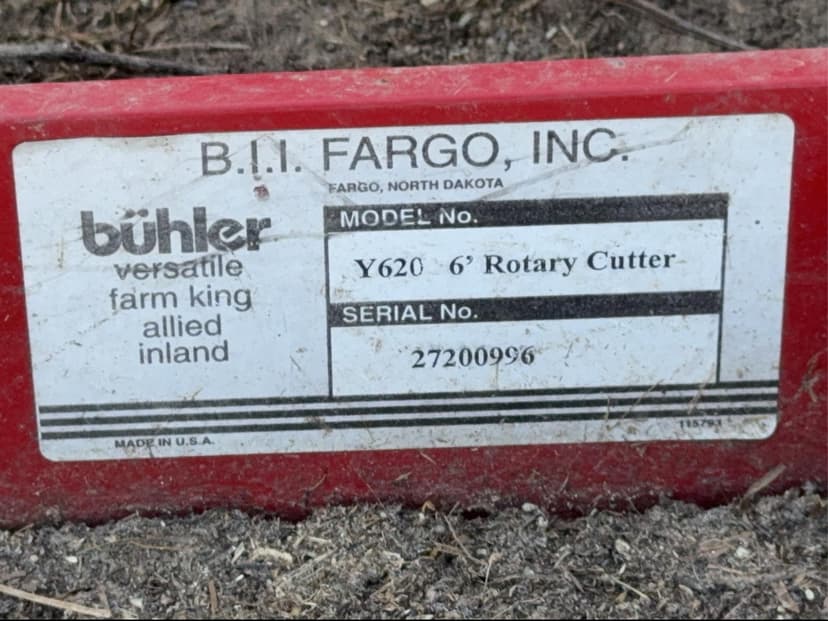 B.I.I. FARGO, INC.
FARGO, NORTH DAKOTA
bühler
versatile
farm king
allied
inland
MODEL No.
Y620 6' Rotary Cutter
SERIAL No.
27200996
MADE IN U.S.A.